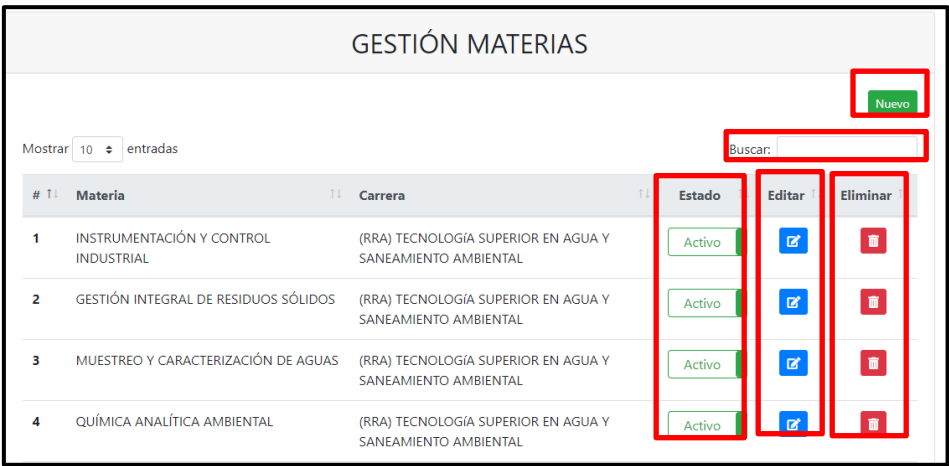 GESTIÓN MATERIAS
Nuevo
Mostrar 10 entradas
Buscar:
# Materia Carrera Estado Editar Eliminar
1 INSTRUMENTACIÓN Y CONTROL (RRA) TECNOLOGíA SUPERIOR EN AGUA Y Activo
INDUSTRIAL SANEAMIENTO AMBIENTAL
2 GESTIÓN INTEGRAL DE RESIDUOS SÓLIDOS (RRA) TECNOLOGíA SUPERIOR EN AGUA Y Activo
SANEAMIENTO AMBIENTAL
3 MUESTREO Y CARACTERIZACIÓN DE AGUAS (RRA) TECNOLOGíA SUPERIOR EN AGUA Y Activo
SANEAMIENTO AMBIENTAL
4 QUÍMICA ANALÍTICA AMBIENTAL (RRA) TECNOLOGíA SUPERIOR EN AGUA Y Activo
SANEAMIENTO AMBIENTAL